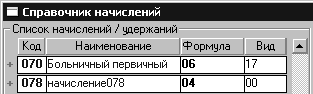 Справочник начислений
Список начислений / удержаний
Код Наименование Формула Вид
+ 070 Больничный первичный 06 17
+ 078 начисление078 04 00